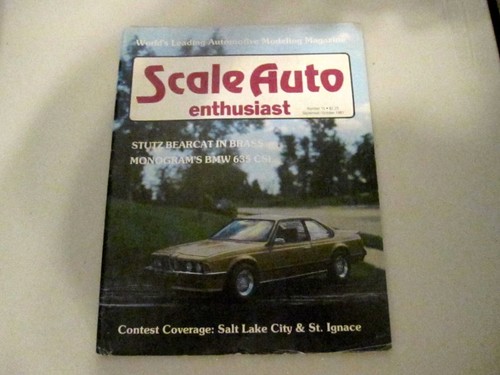 World's Leading Automotive Modeling Magazine
Scale Auto
enthusiast
STUTZ BEARCAT IN BRASS
MONOGRAM'S BMW 635 CSi
Contest Coverage: Salt Lake City & St. Ignace